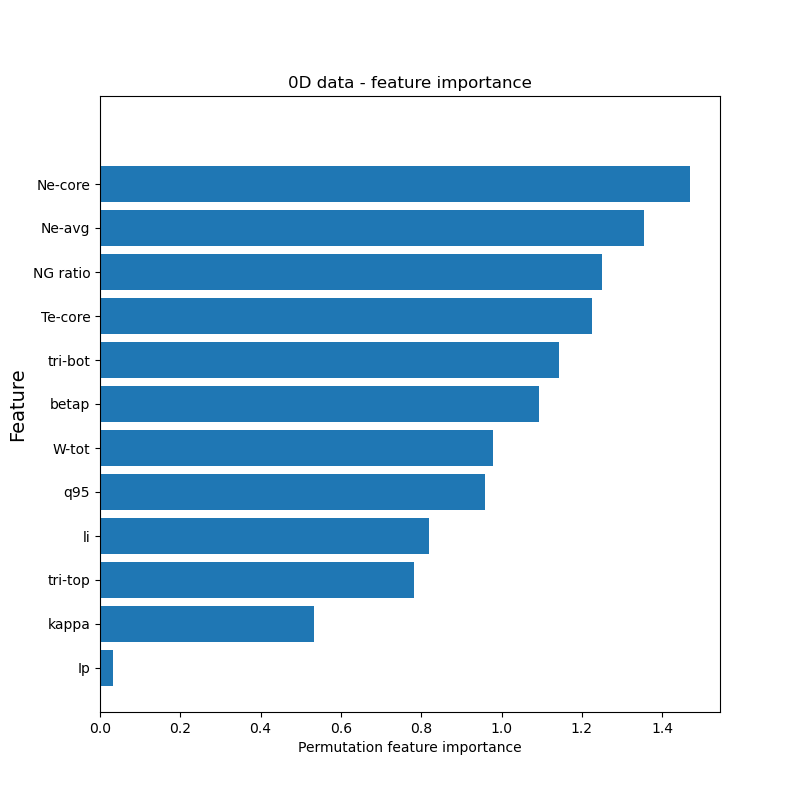 0D data - feature importance
Feature
Ne-core
Ne-avg
NG ratio
Te-core
tri-bot
betap
W-tot
q95
li
tri-top
kappa
Ip
0.0 0.2 0.4 0.6 0.8 1.0 1.2 1.4
Permutation feature importance